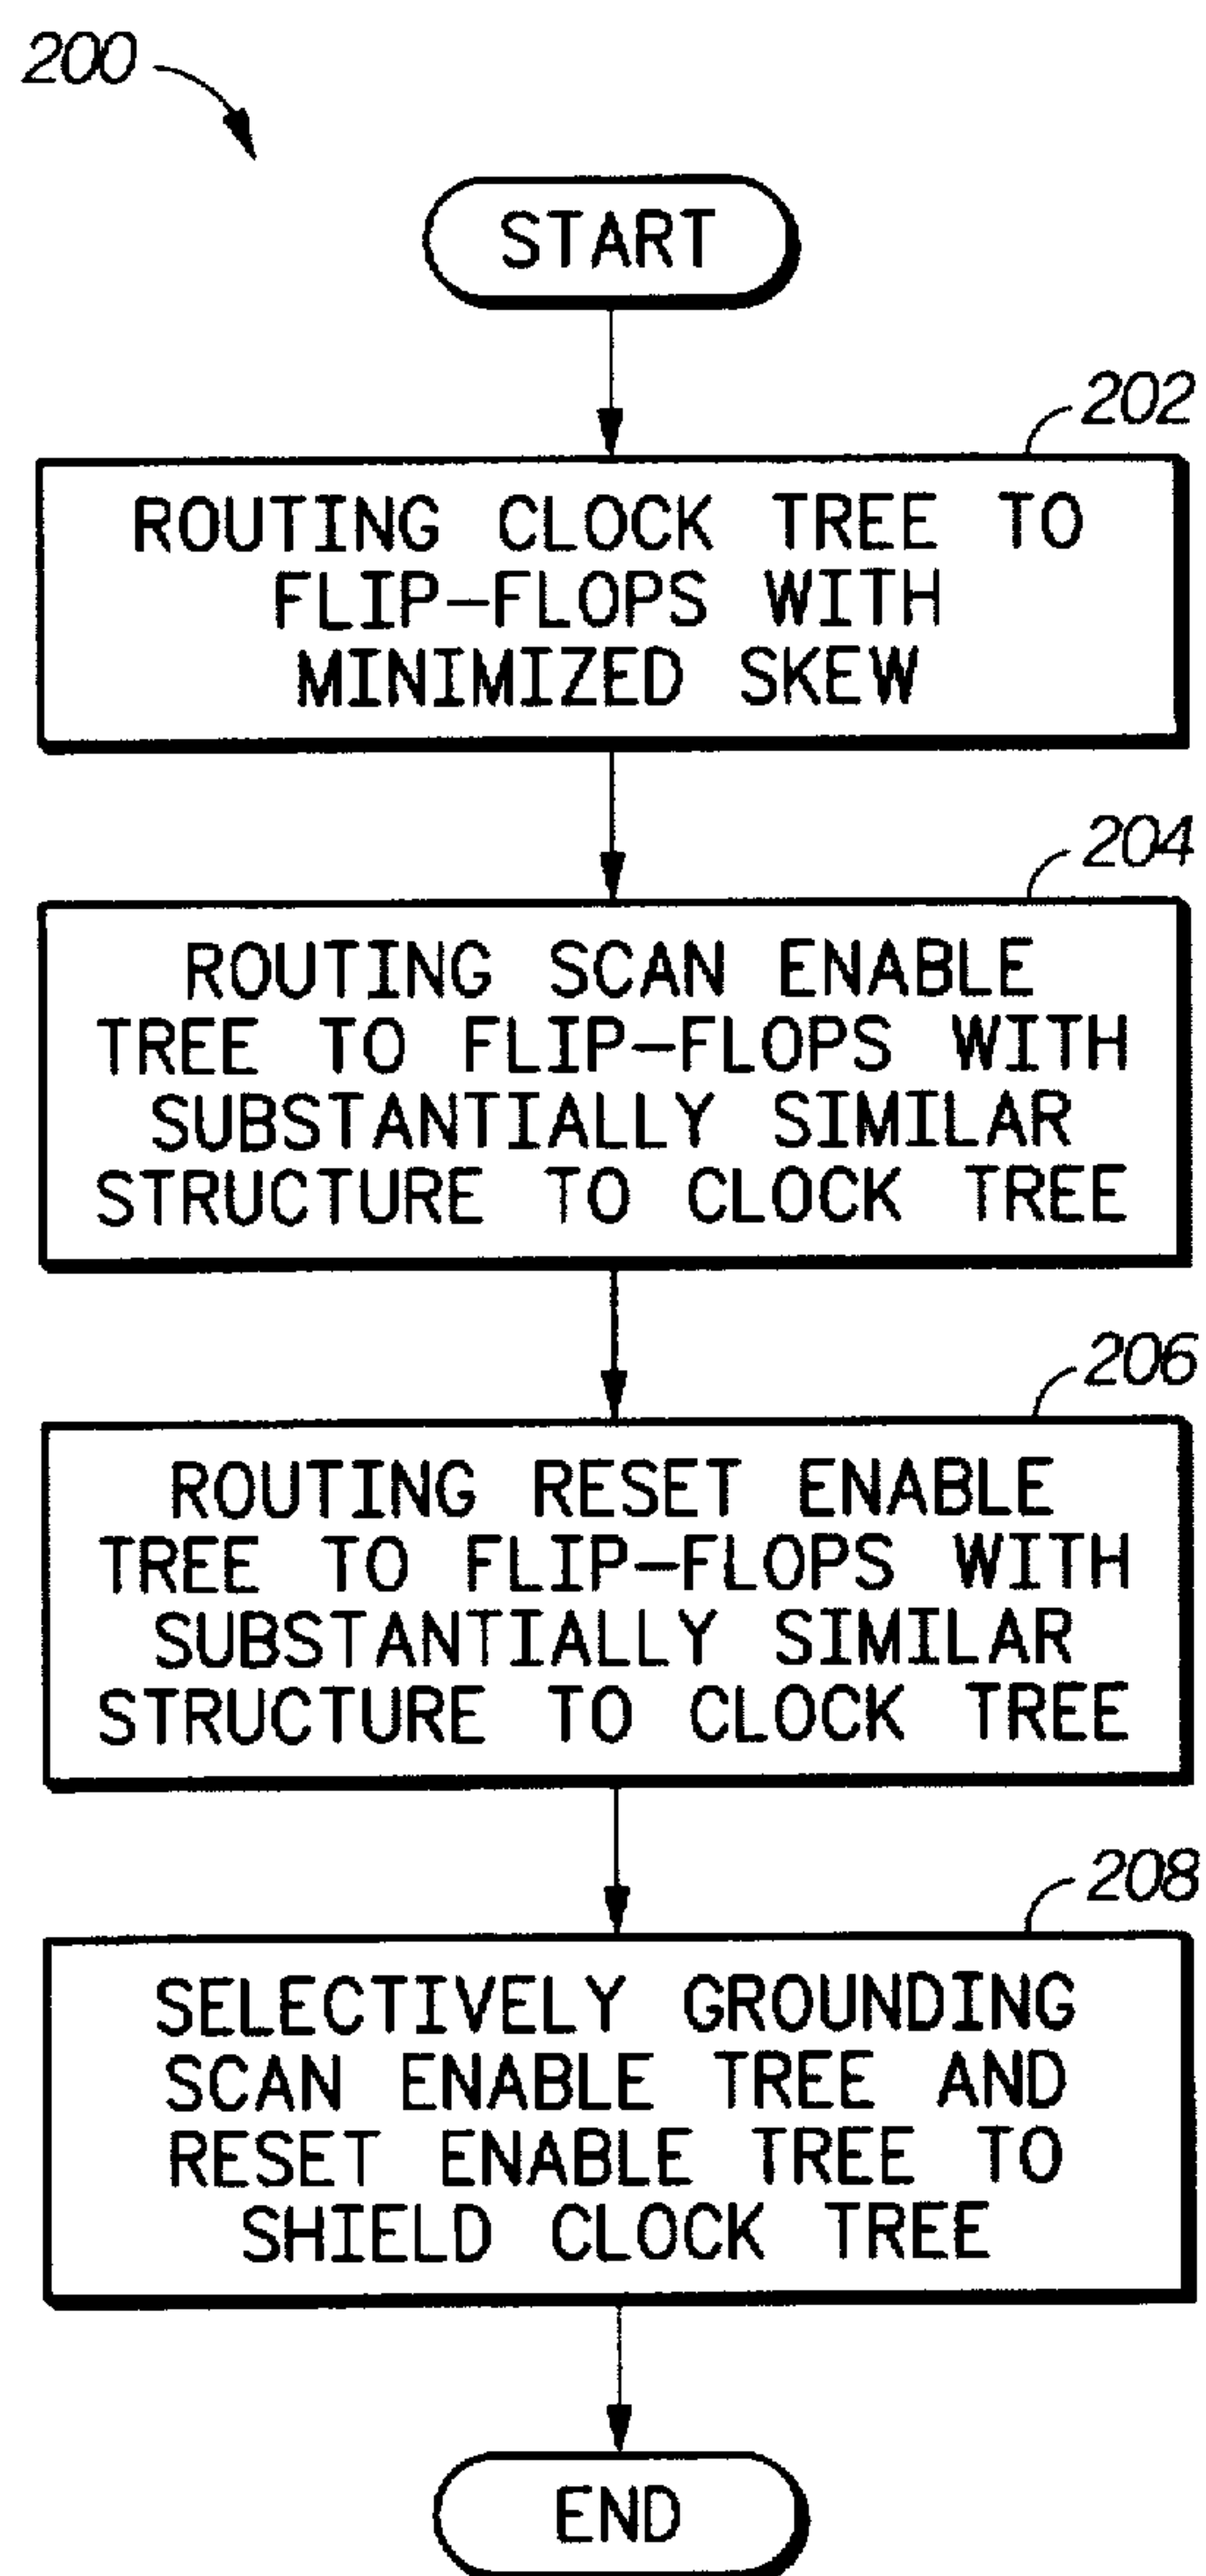 200
START
202
ROUTING CLOCK TREE TO
FLIP-FLOPS WITH
MINIMIZED SKEW
204
ROUTING SCAN ENABLE
TREE TO FLIP-FLOPS WITH
SUBSTANTIALLY SIMILAR
STRUCTURE TO CLOCK TREE
206
ROUTING RESET ENABLE
TREE TO FLIP-FLOPS WITH
SUBSTANTIALLY SIMILAR
STRUCTURE TO CLOCK TREE
208
SELECTIVELY GROUNDING
SCAN ENABLE TREE AND
RESET ENABLE TREE TO
SHIELD CLOCK TREE
END